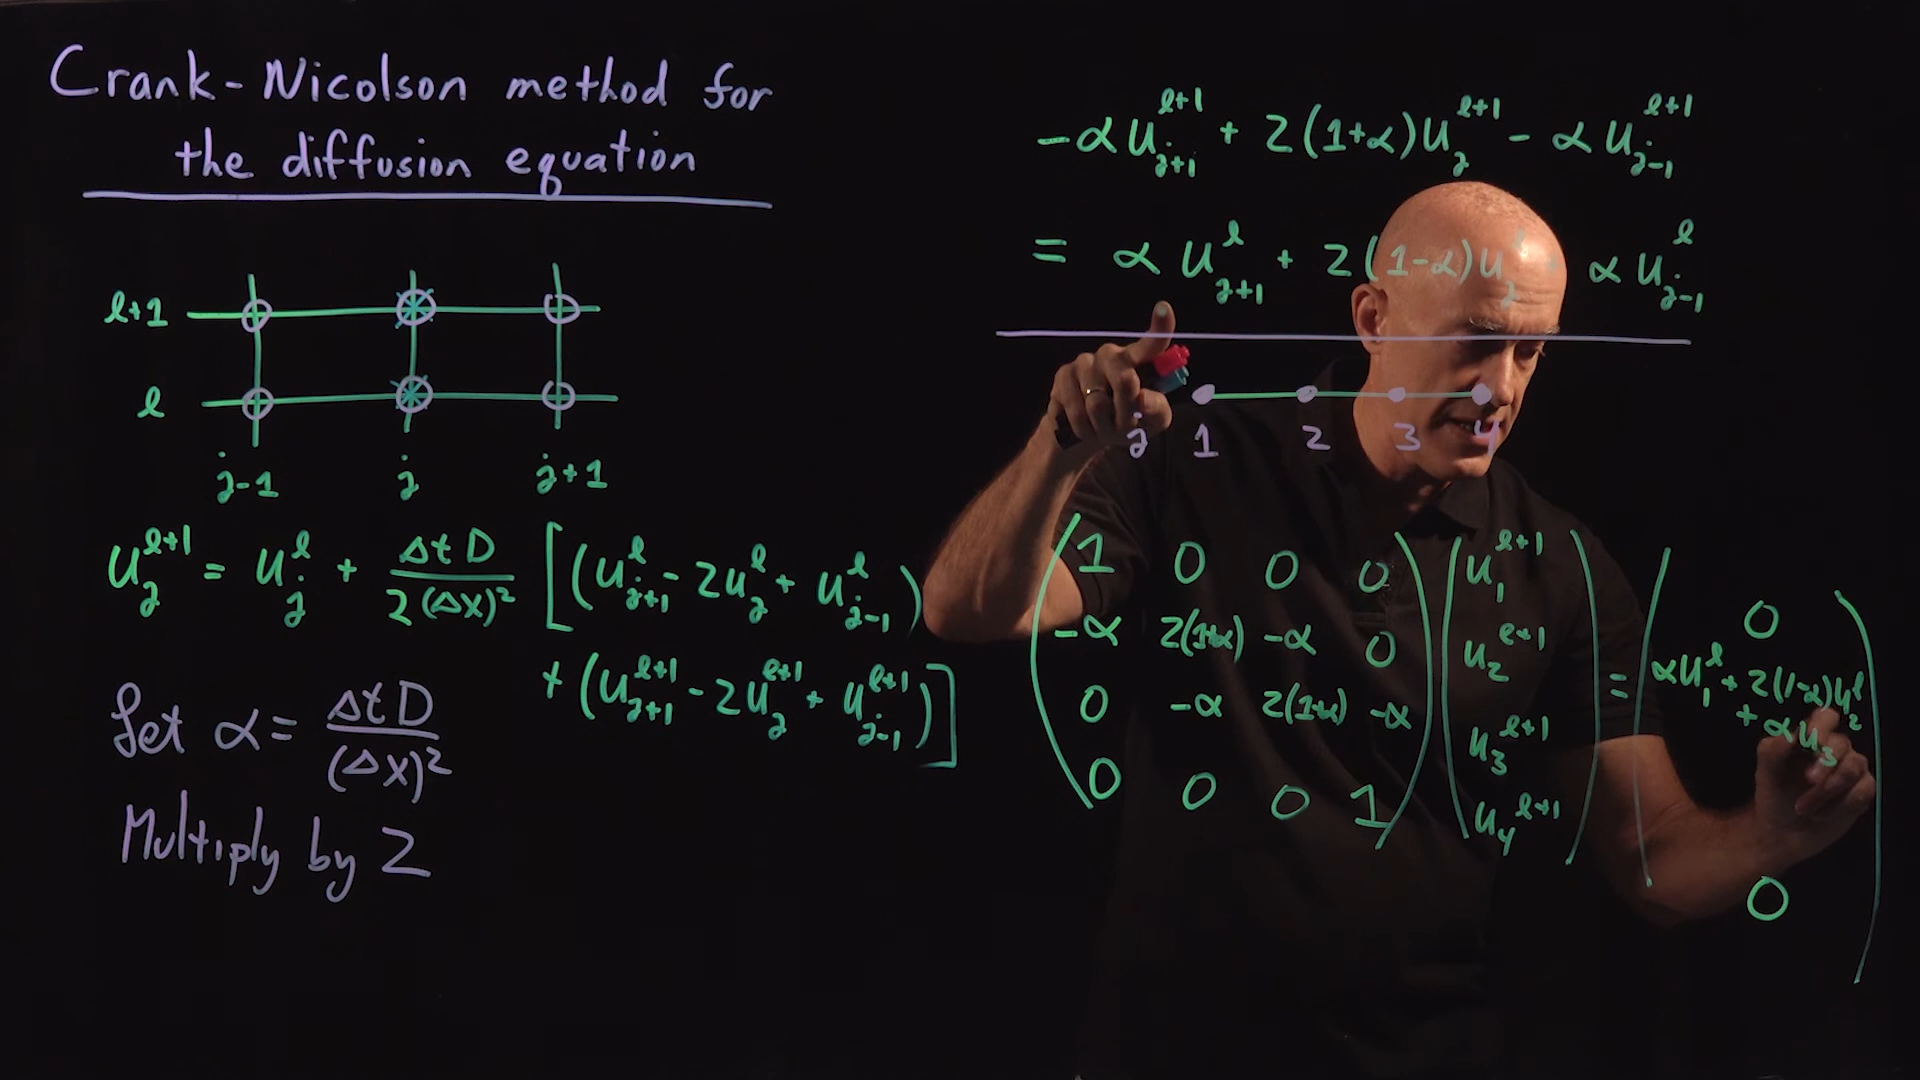 Crank-Nicolson method for
the diffusion equation
l+1
l
j-1 j j+1
u_j^{l+1} = u_j^l + \frac{Δt D}{2(Δx)^2} [(u_{j+1}^l - 2u_j^l + u_{j-1}^l)
+ (u_{j+1}^{l+1} - 2u_j^{l+1} + u_{j-1}^{l+1})]
Set α = \frac{Δt D}{(Δx)^2}
Multiply by 2
-αu_{j+1}^{l+1} + 2(1+α)u_j^{l+1} - αu_{j-1}^{l+1}
= αu_{j+1}^l + 2(1-α)u_j^l + αu_{j-1}^l
j 1 2 3 4
1 0 0 0 u_1^{l+1} 0
-α 2(1+α) -α 0 u_2^{l+1} = αu_1^l + 2(1-α)u_2^l
+ αu_3
0 -α 2(1+α) -α u_3^{l+1}
0 0 0 1 u_4^{l+1} 0